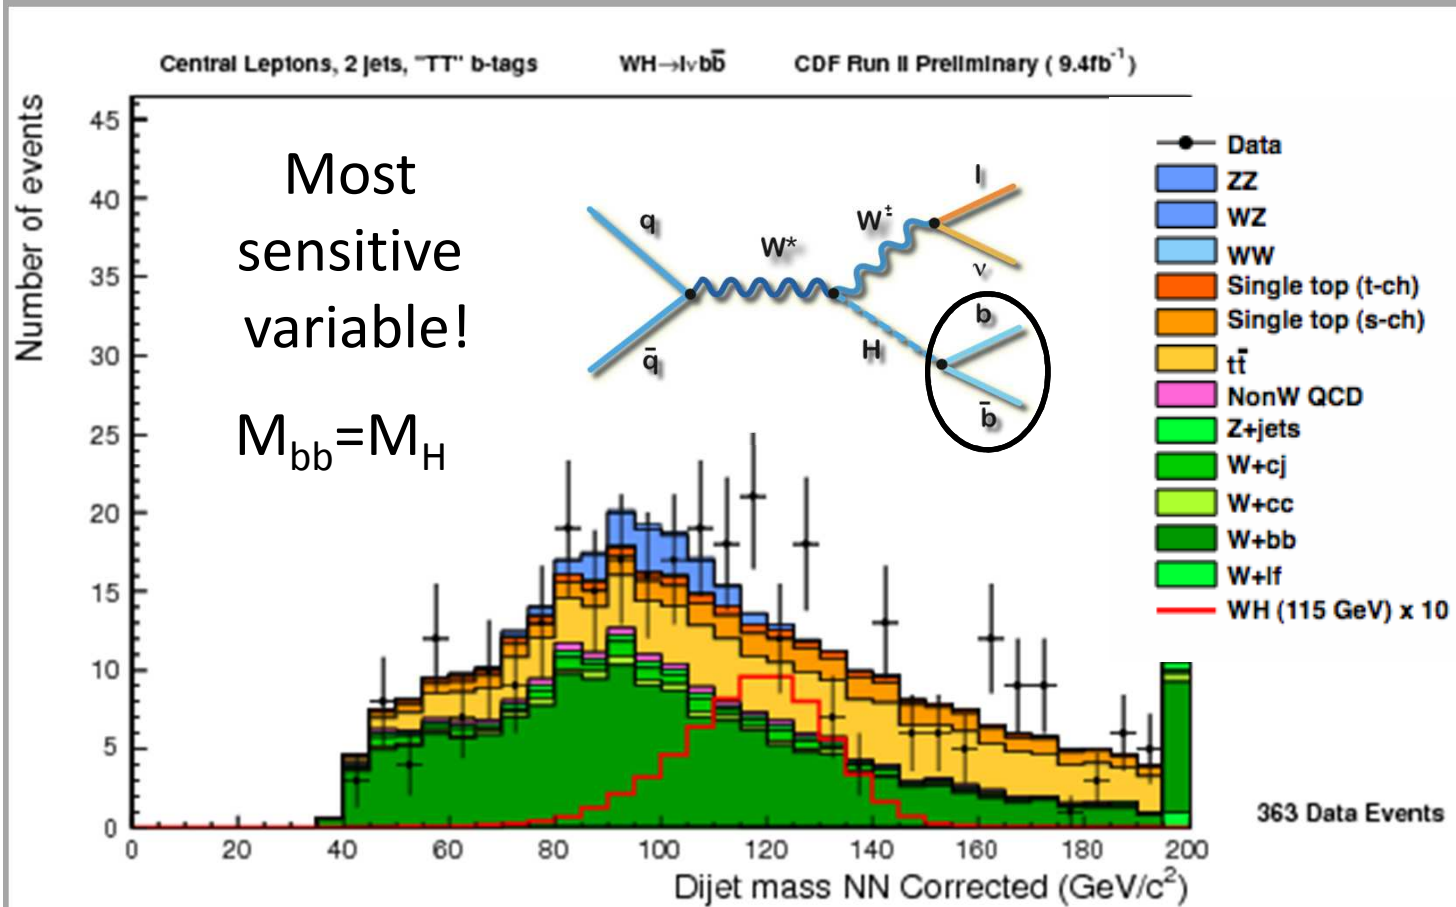 Central Leptons, 2 jets, "TT" b-tags WH→lνbb̅ CDF Run II Preliminary ( 9.4fb⁻¹)
Number of events
45
40
35
30
25
20
15
10
5
0
Most
sensitive
variable!
M_bb=M_H
q
q̅
W*
W±
l
ν
H
b
b̅
Data
ZZ
WZ
WW
Single top (t-ch)
Single top (s-ch)
tt̅
NonW QCD
Z+jets
W+cj
W+cc
W+bb
W+lf
WH (115 GeV) x 10
363 Data Events
0 20 40 60 80 100 120 140 160 180 200
Dijet mass NN Corrected (GeV/c²)